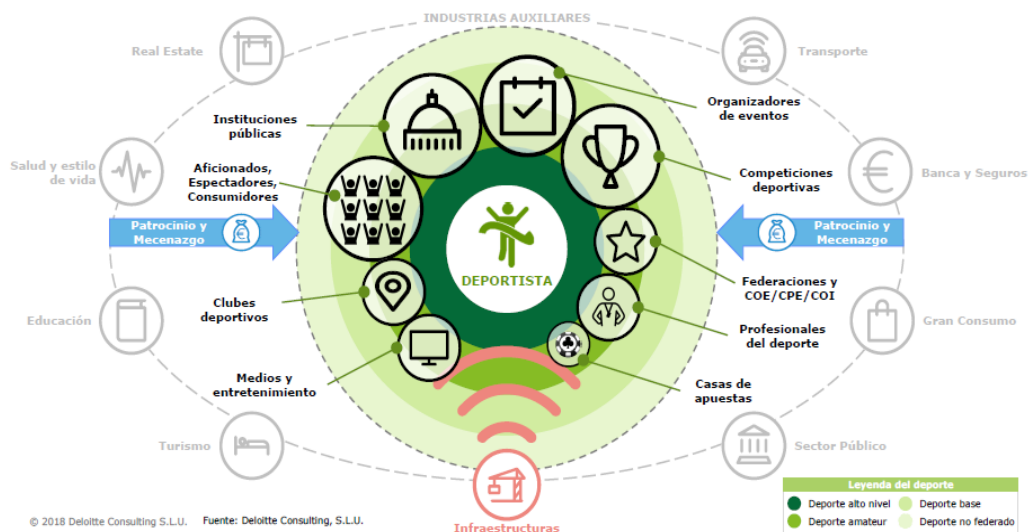 INDUSTRIAS AUXILIARES
Real Estate
Transporte
Organizadores
de eventos
Instituciones
públicas
Salud y estilo
de vida
Aficionados,
Espectadores,
Consumidores
Competiciones
deportivas
Banca y Seguros
Patrocinio y
Mecenazgo
Patrocinio y
Mecenazgo
DEPORTISTA
Federaciones y
COE/CPE/COI
Clubes
deportivos
Educación
Gran Consumo
Profesionales
del deporte
Medios y
entretenimiento
Casas de
apuestas
Turismo
Sector Público
Infraestructuras
Leyenda del deporte
Deporte alto nivel
Deporte base
Deporte amateur
Deporte no federado
© 2018 Deloitte Consulting S.L.U.
Fuente: Deloitte Consulting, S.L.U.